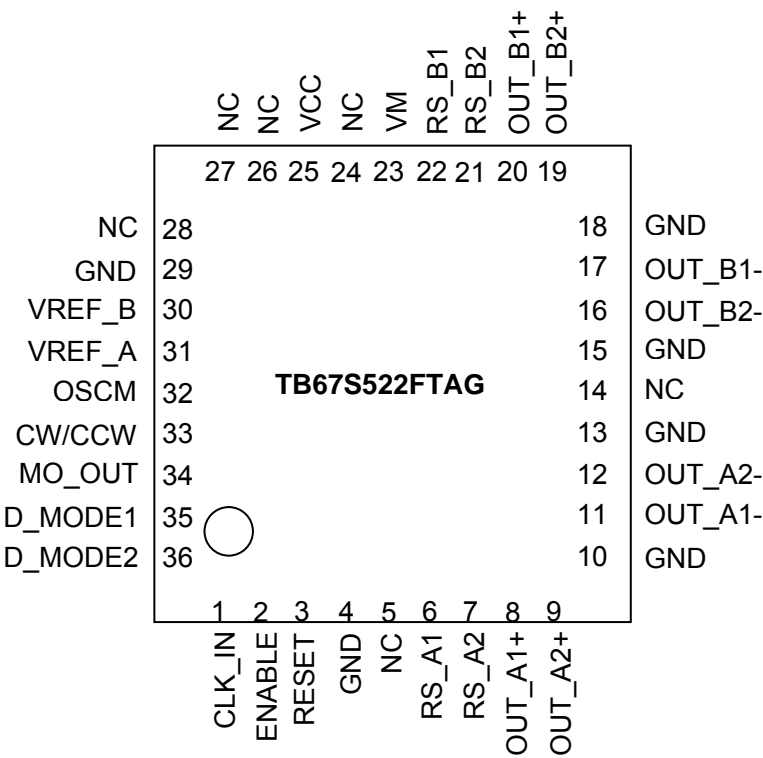 NC
NC
VCC
NC
VM
RS_B1
RS_B2
OUT_B1+
OUT_B2+
27 26 25 24 23 22 21 20 19
NC 28
GND 29
VREF_B 30
VREF_A 31
OSCM 32
CW/CCW 33
MO_OUT 34
D_MODE1 35
D_MODE2 36
TB67S522FTAG
18 GND
17 OUT_B1-
16 OUT_B2-
15 GND
14 NC
13 GND
12 OUT_A2-
11 OUT_A1-
10 GND
1 2 3 4 5 6 7 8 9
CLK_IN
ENABLE
RESET
GND
NC
RS_A1
RS_A2
OUT_A1+
OUT_A2+